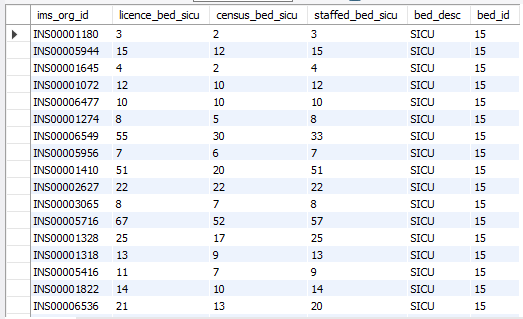 ims_org_id licence_bed_sicu census_bed_sicu staffed_bed_sicu bed_desc bed_id
INS00001180 3 2 3 SICU 15
INS00005944 15 12 15 SICU 15
INS00001645 4 2 4 SICU 15
INS00001072 12 10 12 SICU 15
INS00006477 10 10 10 SICU 15
INS00001274 8 5 8 SICU 15
INS00006549 55 30 33 SICU 15
INS00005956 7 6 7 SICU 15
INS00001410 51 20 51 SICU 15
INS00002627 22 22 22 SICU 15
INS00003065 8 7 8 SICU 15
INS00005716 67 52 57 SICU 15
INS00001328 25 17 25 SICU 15
INS00001318 13 9 13 SICU 15
INS00005416 11 7 9 SICU 15
INS00001822 14 10 14 SICU 15
INS00006536 21 13 20 SICU 15